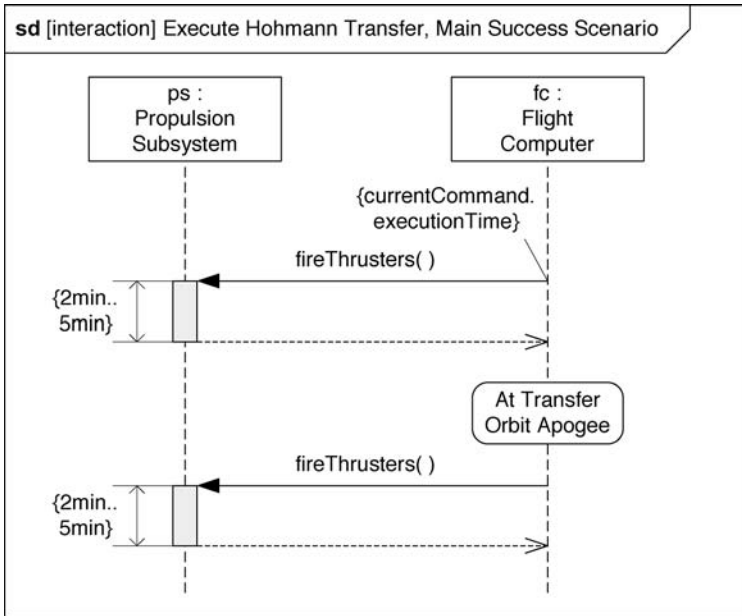 sd [interaction] Execute Hohmann Transfer, Main Success Scenario
ps :
Propulsion
Subsystem
fc :
Flight
Computer
{currentCommand.
executionTime}
fireThrusters( )
{2min..
5min}
At Transfer
Orbit Apogee
fireThrusters( )
{2min..
5min}